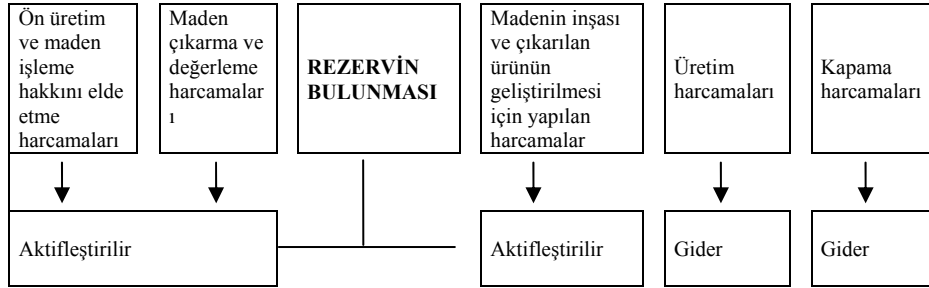 Ön üretim
ve maden
işleme
hakkını elde
etme
harcamaları
Maden
çıkarma ve
değerleme
harcamalar
ı
REZERVİN
BULUNMASI
Madenin inşası
ve çıkarılan
ürünün
geliştirilmesi
için yapılan
harcamalar
Üretim
harcamaları
Kapama
harcamaları
Aktifleştirilir
Aktifleştirilir
Gider
Gider